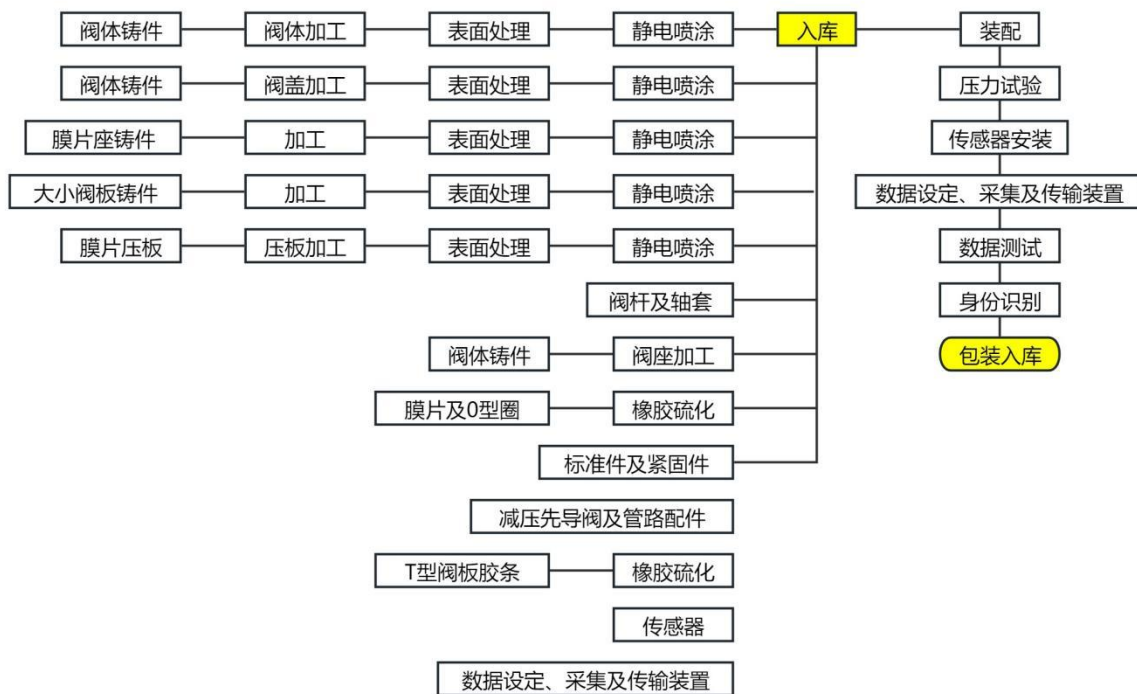 阀体铸件 阀体加工 表面处理 静电喷涂 入库 装配
阀体铸件 阀盖加工 表面处理 静电喷涂 压力试验
膜片座铸件 加工 表面处理 静电喷涂 传感器安装
大小阀板铸件 加工 表面处理 静电喷涂 数据设定、采集及传输装置
膜片压板 压板加工 表面处理 静电喷涂 数据测试
阀杆及轴套 身份识别
阀体铸件 阀座加工 包装入库
膜片及O型圈 橡胶硫化
标准件及紧固件
减压先导阀及管路配件
T型阀板胶条 橡胶硫化
传感器
数据设定、采集及传输装置